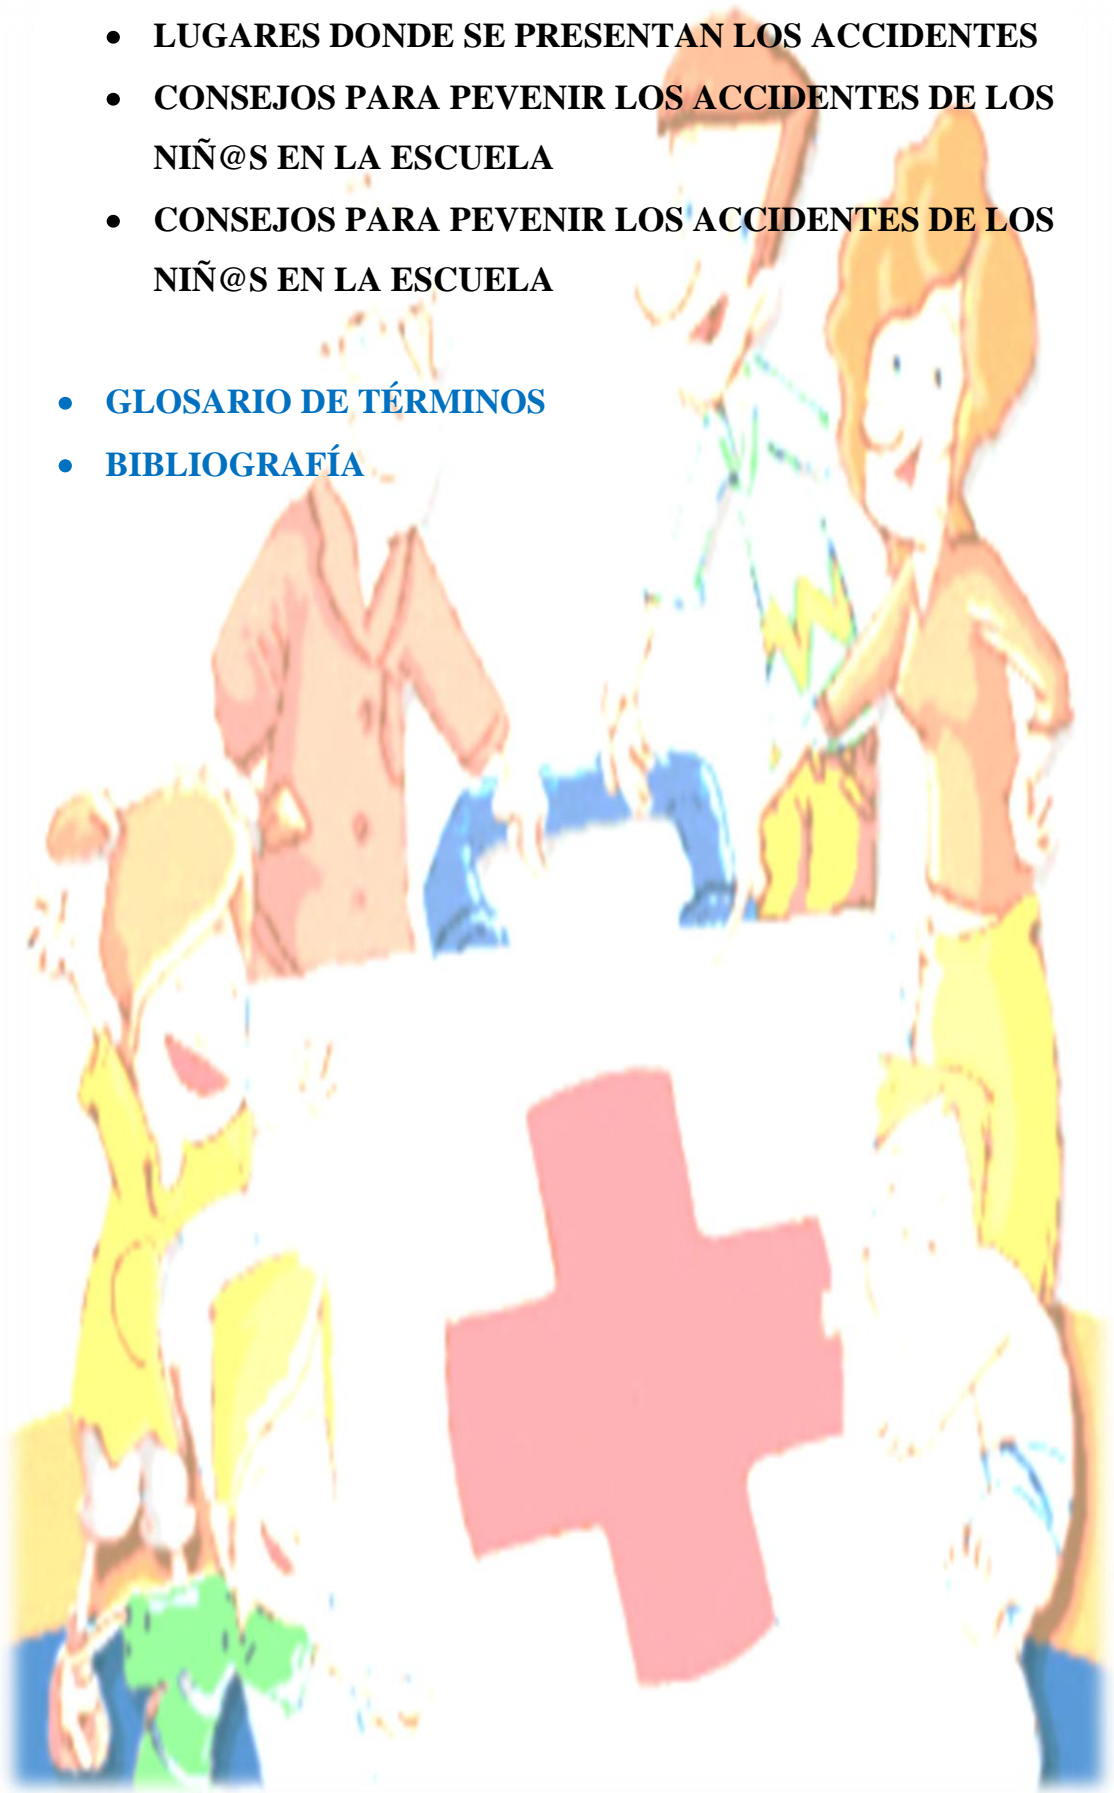 • LUGARES DONDE SE PRESENTAN LOS ACCIDENTES
• CONSEJOS PARA PEVENIR LOS ACCIDENTES DE LOS
NIÑ@S EN LA ESCUELA
• CONSEJOS PARA PEVENIR LOS ACCIDENTES DE LOS
NIÑ@S EN LA ESCUELA
• GLOSARIO DE TÉRMINOS
• BIBLIOGRAFÍA